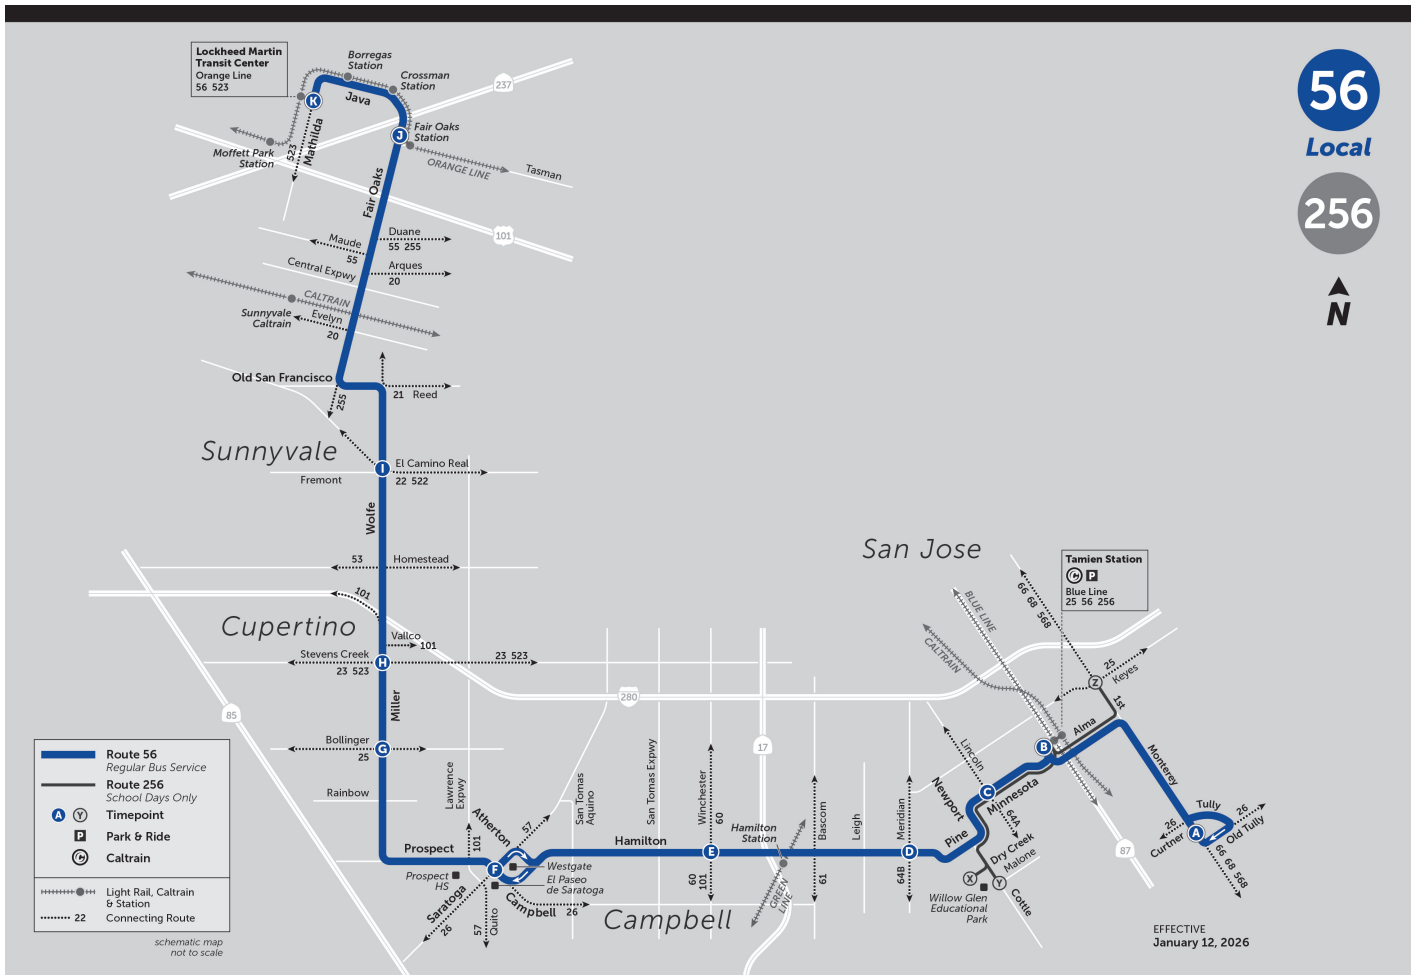 Lockheed Martin
Transit Center
Orange Line
56 523
Borregas
Station
Crossman
Station
237
56
Local
256
N
K
Java
J
Fair Oaks
Station
Mathilda
523
Moffett Park
Station
ORANGE LINE
Tasman
Fair Oaks
101
Duane
55 255
Maude
55
Arques
20
Central Expwy
CALTRAIN
Sunnyvale
Caltrain
Evelyn
20
Old San Francisco
255
21 Reed
Sunnyvale
I
El Camino Real
22 522
Fremont
Wolfe
53
Homestead
101
Cupertino
Vallco
101
Stevens Creek
23 523
H
23 523
Miller
280
85
Bollinger
25
G
Rainbow
Lawrence
Expwy
101
Prospect
Prospect
HS
Atherton
57
F
Westgate
El Paseo
de Saratoga
Saratoga
26
57
Quito
Campbell
26
San Tomas
Aquino
San Tomas Expwy
Hamilton
Winchester
60
E
60
101
17
Hamilton
Station
GREEN
LINE
Bascom
61
Leigh
Meridian
D
64B
Campbell
San Jose
Tamien Station
C P
Blue Line
25 56 256
BLUE LINE
CALTRAIN
66 68 568
25
Keyes
Z
1st
Alma
B
Lincoln
C
Minnesota
64A
Newport
Pine
Dry Creek
Malone
X
Y
Cottle
Willow Glen
Educational
Park
87
Monterey
Tully
26
Old Tully
A
26
Curtner
66 68 568
Route 56
Regular Bus Service
Route 256
School Days Only
A Y Timepoint
P Park & Ride
C Caltrain
Light Rail, Caltrain
& Station
22 Connecting Route
schematic map
not to scale
EFFECTIVE
January 12, 2026